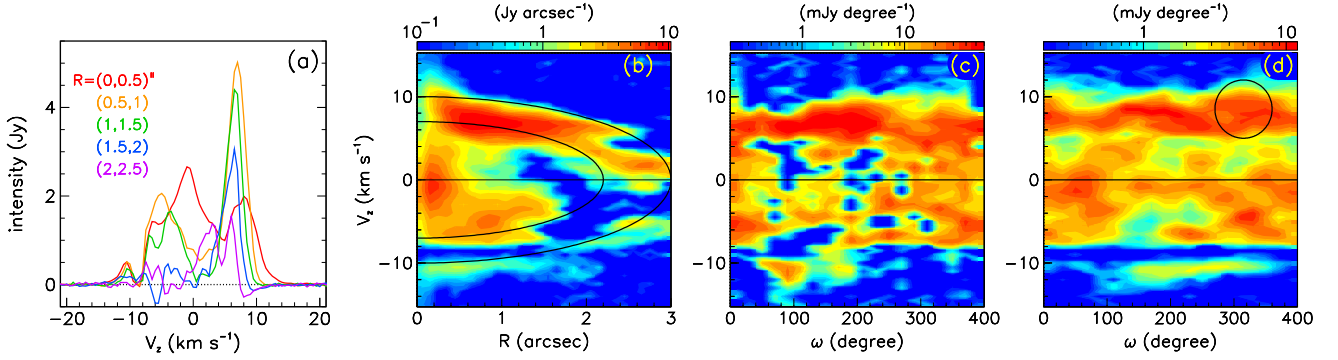 (a)
R=(0,0.5)"
(0.5,1)
(1,1.5)
(1.5,2)
(2,2.5)
intensity (Jy)
0 2 4
−20 −10 0 10 20
V_z (km s⁻¹)
(Jy arcsec⁻¹)
10⁻¹ 1 10
(b)
V_z (km s⁻¹)
10
0
−10
0 1 2 3
R (arcsec)
(mJy degree⁻¹)
1 10
(c)
10
0
−10
0 100 200 300 400
ω (degree)
(mJy degree⁻¹)
1 10
(d)
10
0
−10
0 100 200 300 400
ω (degree)